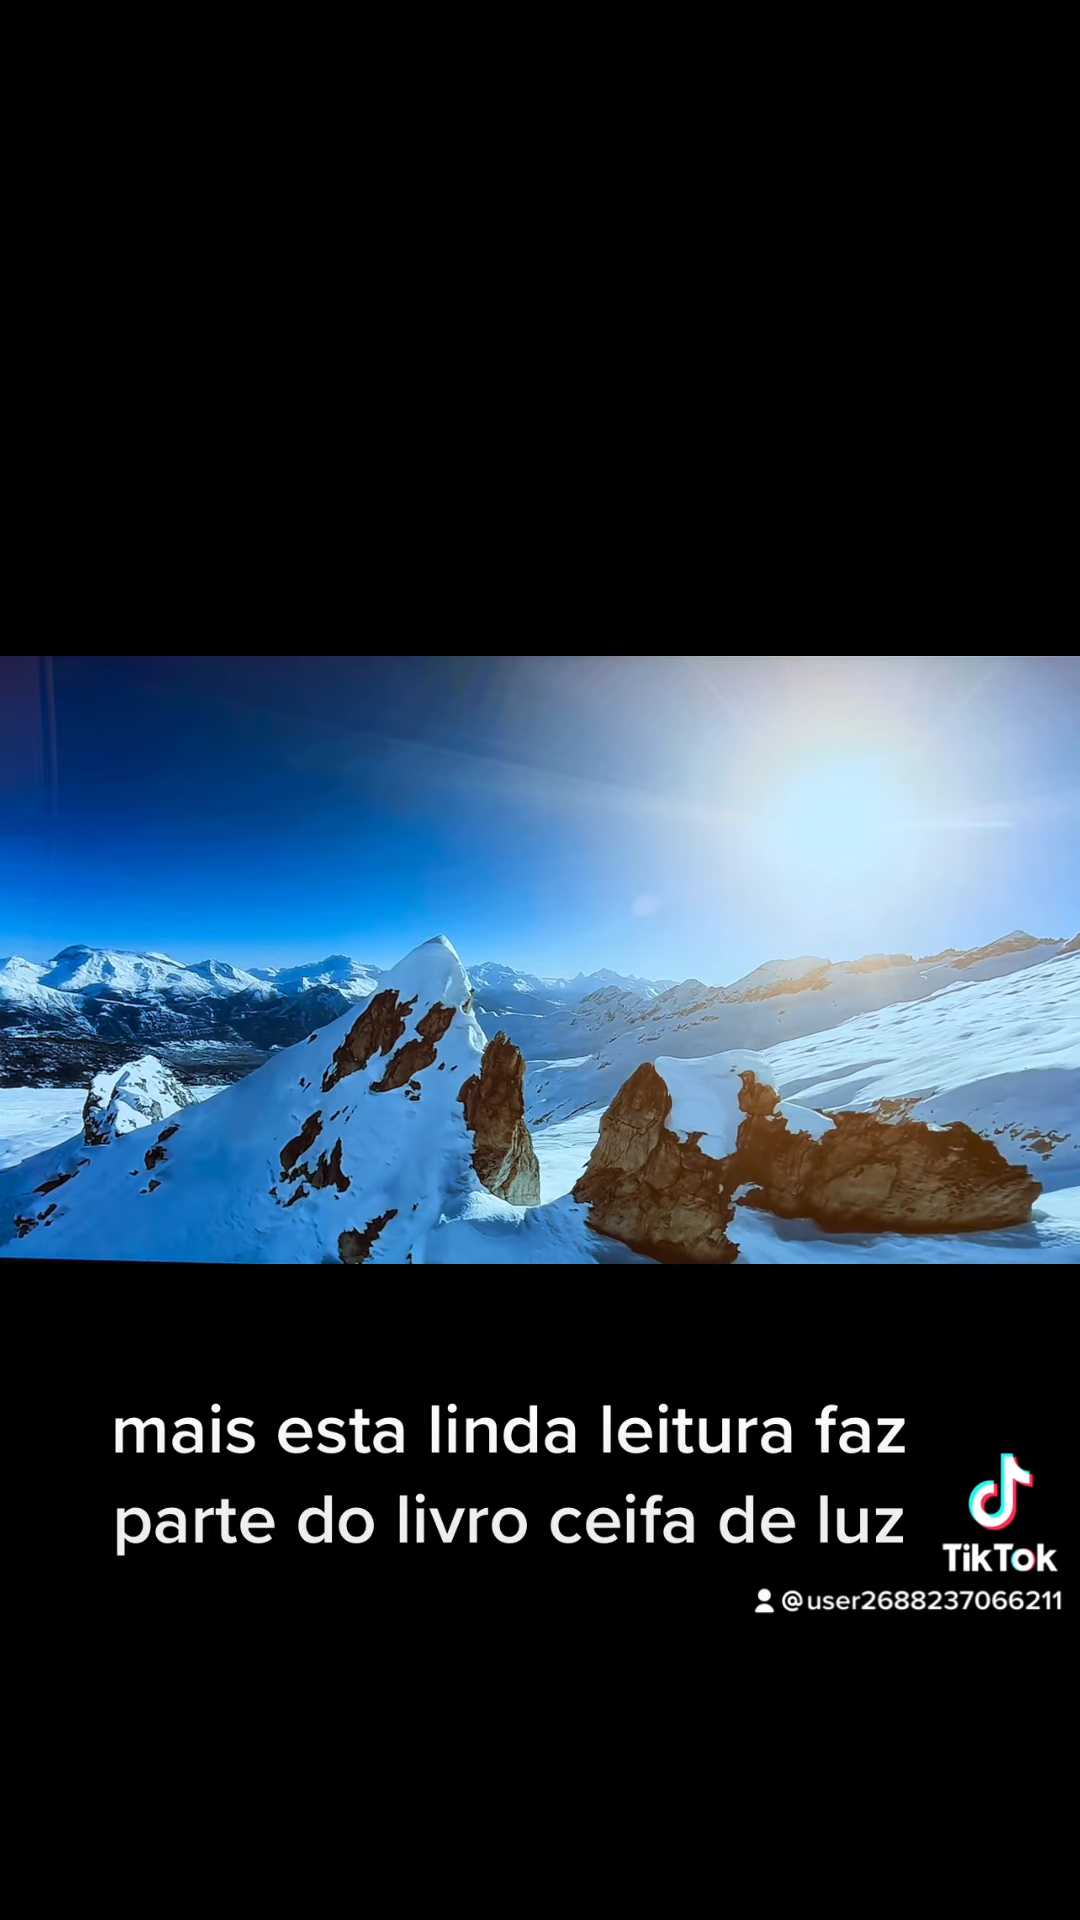 mais esta linda leitura faz
parte do livro ceifa de luz
TikTok
@user2688237066211